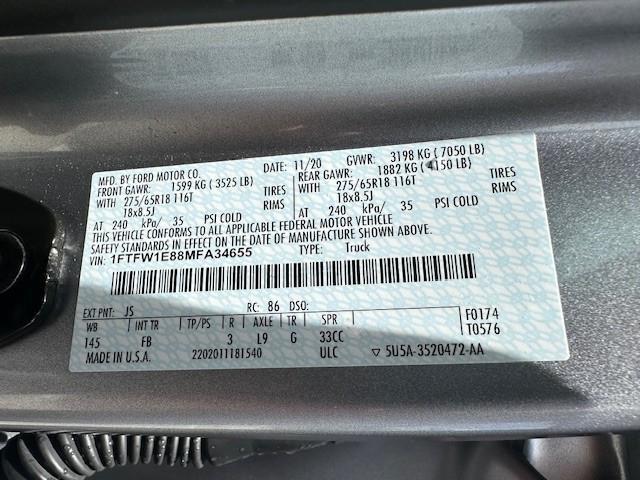 MFD. BY FORD MOTOR CO. 11/20 GVWR: 3198 KG ( 7050 LB)
FRONT GAWR: 1599 KG ( 3525 LB) REAR GAWR: 1882 KG ( 4150 LB)
WITH 275/65R18 116T TIRES WITH 275/65R18 116T TIRES
18x8.5J RIMS 18x8.5J RIMS
AT 240 kPa/ 35 PSI COLD AT 240 kPa/ 35 PSI COLD
THIS VEHICLE CONFORMS TO ALL APPLICABLE FEDERAL MOTOR VEHICLE
SAFETY STANDARDS IN EFFECT ON THE DATE OF MANUFACTURE SHOWN ABOVE.
VIN: 1FTFW1E88MFA34655 TYPE: Truck
EXT PNT: JS RC: 86 DSO: F0174
WB INT TR TP/PS R AXLE TR SPR T0576
145 FB 3 L9 G 33CC
MADE IN U.S.A. 2202011181540 ULC ▽ 5U5A-3520472-AA